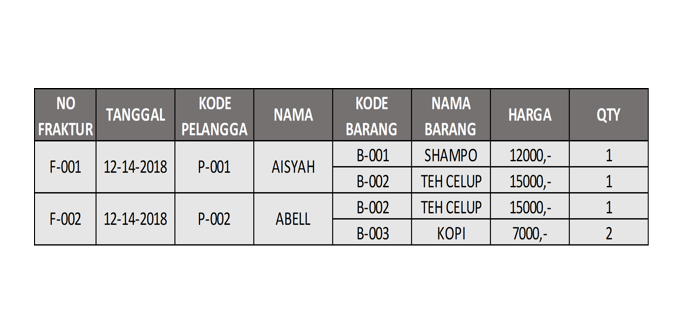 NO FRAKTUR TANGGAL KODE PELANGGA NAMA KODE BARANG NAMA BARANG HARGA QTY
F-001 12-14-2018 P-001 AISYAH B-001 SHAMPO 12000,- 1
B-002 TEH CELUP 15000,- 1
F-002 12-14-2018 P-002 ABELL B-002 TEH CELUP 15000,- 1
B-003 KOPI 7000,- 2